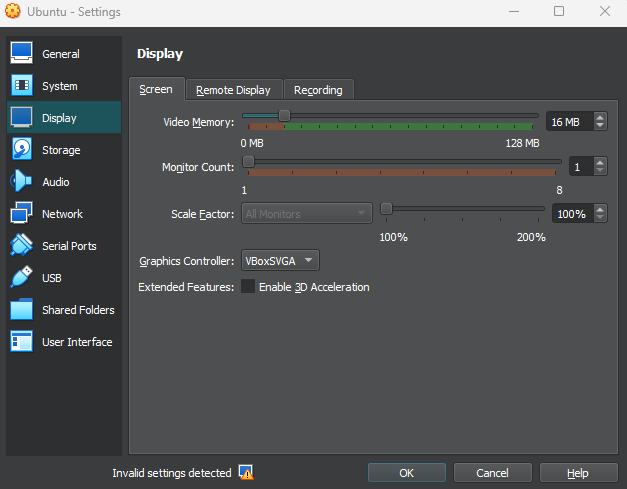 Ubuntu - Settings
General
System
Display
Storage
Audio
Network
Serial Ports
USB
Shared Folders
User Interface
Display
Screen
Remote Display
Recording
Video Memory:
16 MB
0 MB
128 MB
Monitor Count:
1
1
8
Scale Factor:
All Monitors
100%
100%
200%
Graphics Controller:
VBoxSVGA
Extended Features:
Enable 3D Acceleration
Invalid settings detected
OK
Cancel
Help